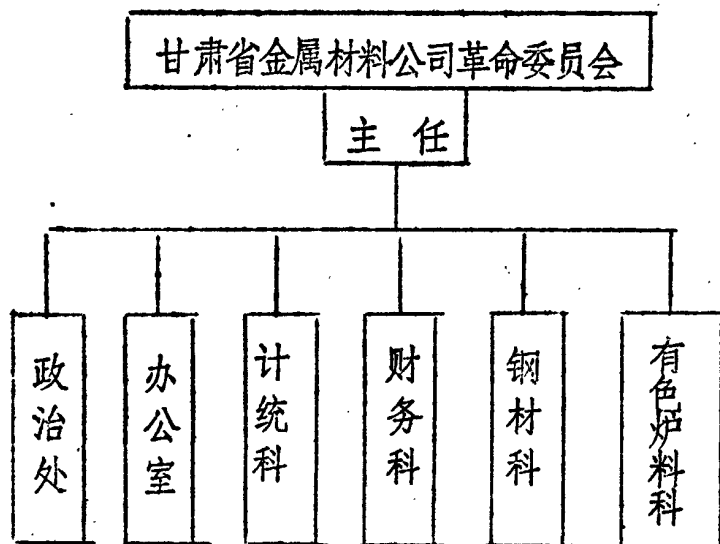 甘肃省金属材料公司革命委员会
主任
政治处
办公室
计统科
财务科
钢材科
有色炉料科